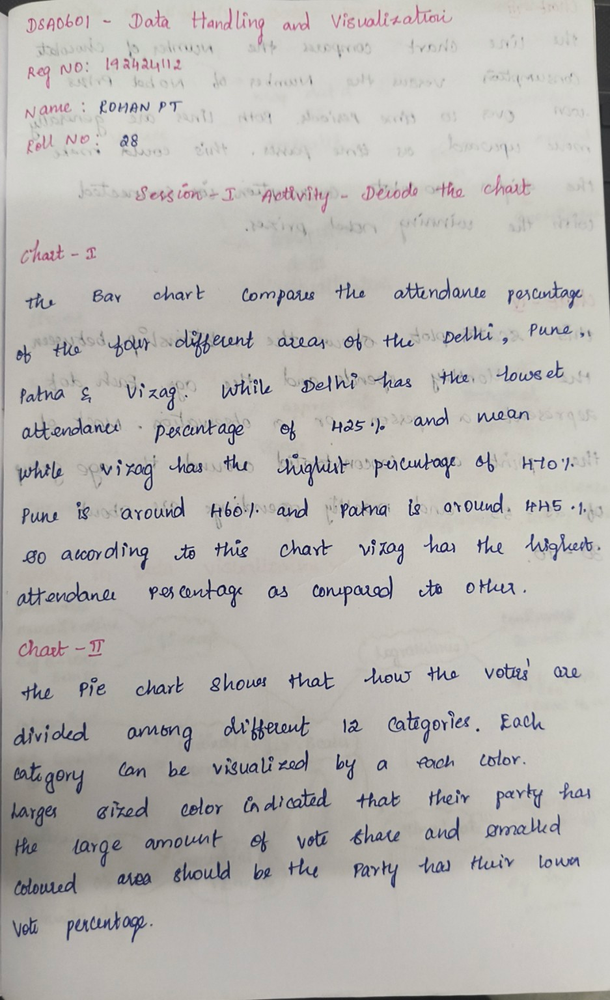 DSA0601 - Data Handling and Visualization
Reg NO: 192424112
Name : ROHAN PT
Roll No: 28
Session - I Activity - Decode the chart
Chart - I
the Bar chart compares the attendance percentage
of the four different areas of the Delhi, Pune,
Patna & Vizag. While Delhi has the lowset
attendance percentage of 425% and mean
while vizag has the highest percentage of 470%
Pune is around 460% and Patna is around 445%
so according to this chart vizag has the highest.
attendance percentage as compared to other.
Chart - II
the Pie chart shows that how the voters' are
divided among different 12 categories. Each
category can be visualized by a each color.
Larges sized color indicated that their party has
the large amount of vote share and smalled
coloured area should be the Party has their lown
vote percentage.